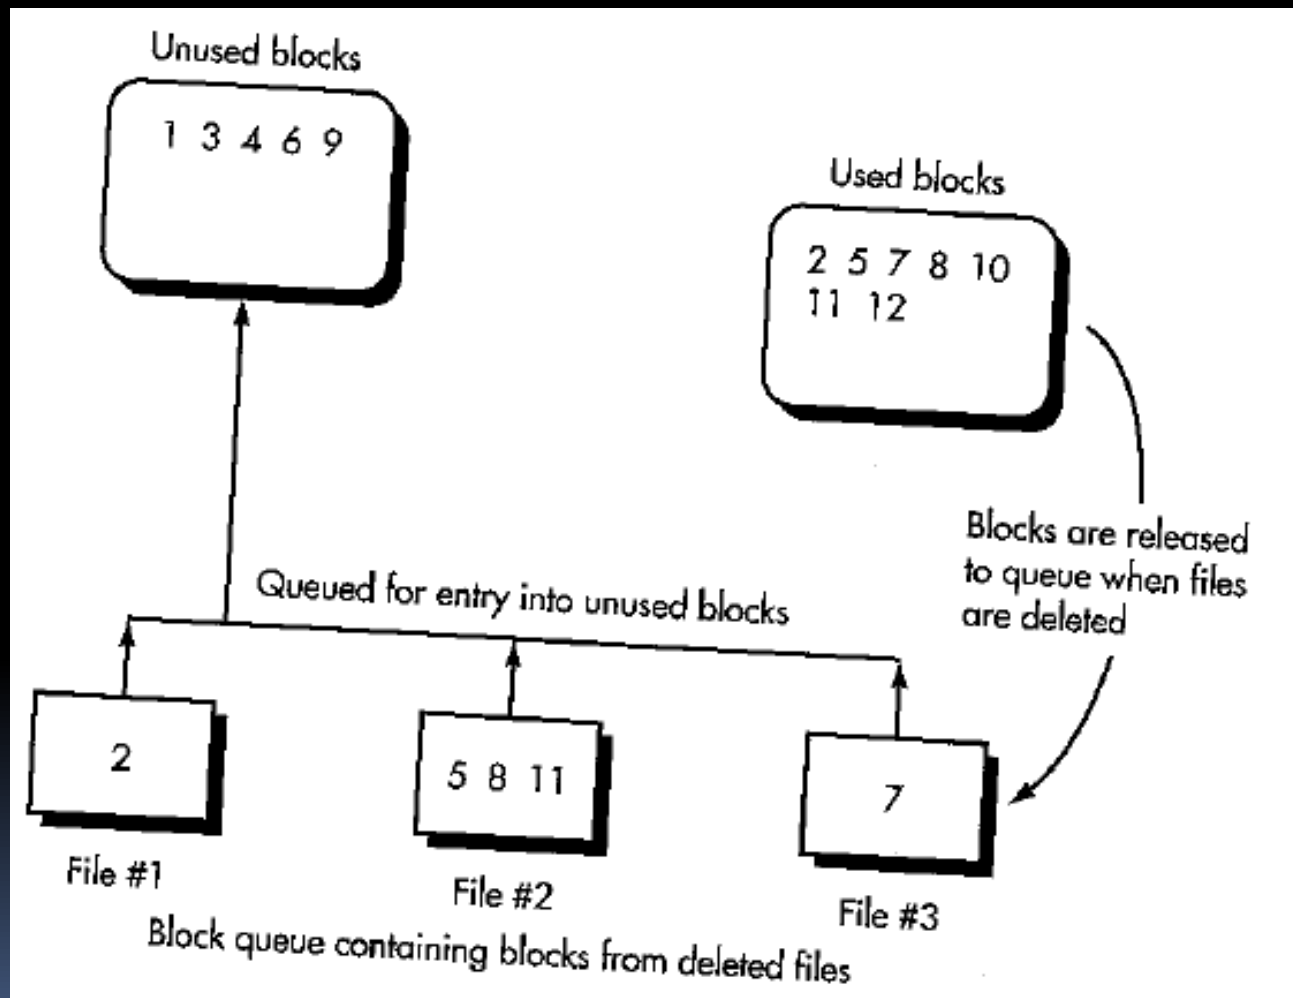 Unused blocks
1 3 4 6 9
Used blocks
2 5 7 8 10
11 12
Blocks are released
to queue when files
are deleted
Queued for entry into unused blocks
2
5 8 11
7
File #1
File #2
File #3
Block queue containing blocks from deleted files